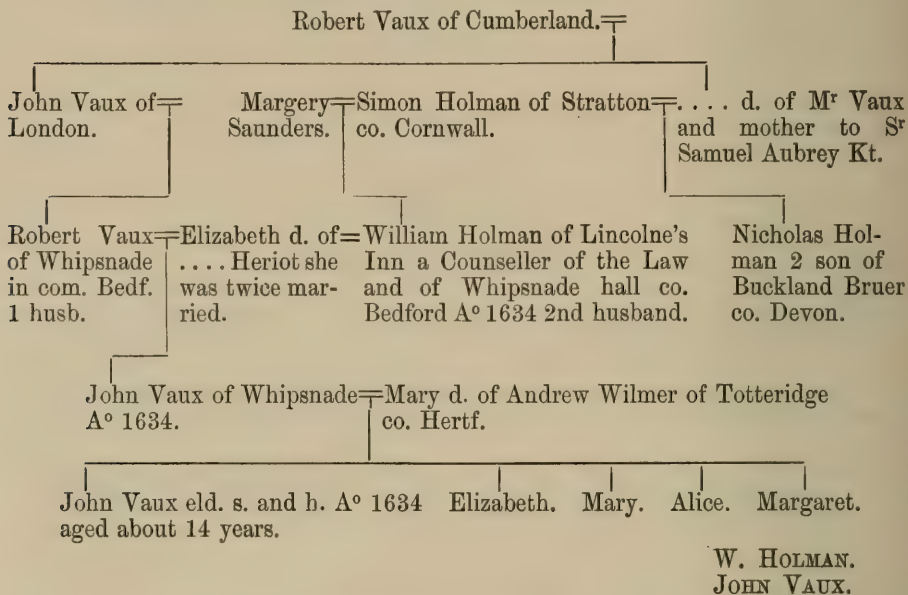 Robert Vaux of Cumberland.
John Vaux of
London.
Margery
Saunders.
Simon Holman of Stratton
co. Cornwall.
. . . . d. of Mr Vaux
and mother to Sr
Samuel Aubrey Kt.
Robert Vaux
of Whipsnade
in com. Bedf.
1 husb.
Elizabeth d. of
. . . . Heriot she
was twice mar-
ried.
William Holman of Lincolne's
Inn a Counseller of the Law
and of Whipsnade hall co.
Bedford Ao 1634 2nd husband.
Nicholas Hol-
man 2 son of
Buckland Bruer
co. Devon.
John Vaux of Whipsnade
Ao 1634.
Mary d. of Andrew Wilmer of Totteridge
co. Hertf.
John Vaux eld. s. and h. Ao 1634
aged about 14 years.
Elizabeth.
Mary.
Alice.
Margaret.
W. HOLMAN.
JOHN VAUX.